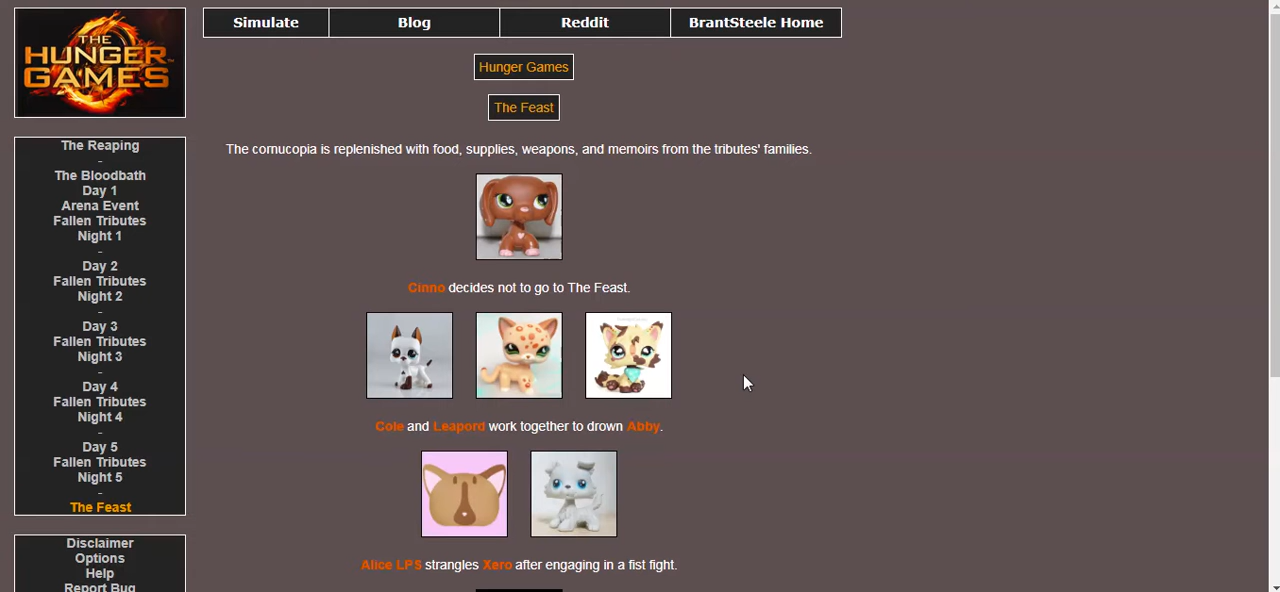 THE
HUNGER
GAMES
Simulate
Blog
Reddit
BrantSteele Home
The Reaping
-
The Bloodbath
Day 1
Arena Event
Fallen Tributes
Night 1
-
Day 2
Fallen Tributes
Night 2
-
Day 3
Fallen Tributes
Night 3
-
Day 4
Fallen Tributes
Night 4
-
Day 5
Fallen Tributes
Night 5
-
The Feast
Disclaimer
Options
Help
Report Bug
Hunger Games
The Feast
The cornucopia is replenished with food, supplies, weapons, and memoirs from the tributes' families.
Cinno decides not to go to The Feast.
Cole and Leapord work together to drown Abby.
Alice LPS strangles Xero after engaging in a fist fight.